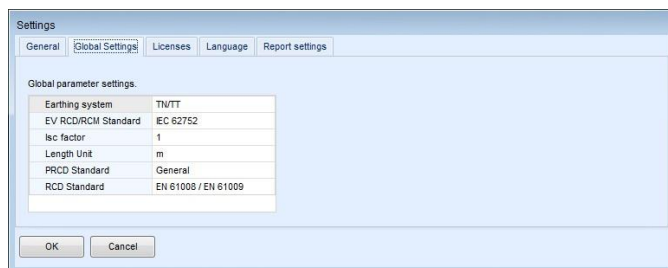 Settings
General Global Settings Licenses Language Report settings
Global parameter settings.
Earthing system TN/TT
EV RCD/RCM Standard IEC 62752
Isc factor 1
Length Unit m
PRCD Standard General
RCD Standard EN 61008 / EN 61009
OK Cancel